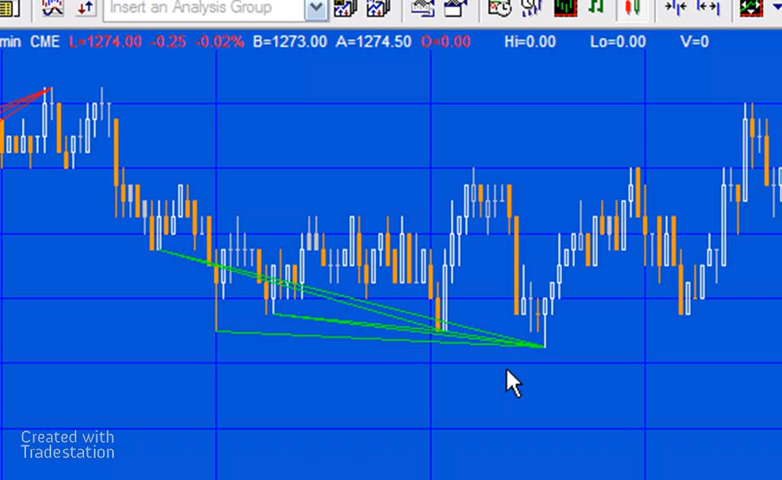 Insert an Analysis Group
min CME L=1274.00 -0.25 -0.02% B=1273.00 A=1274.50 O=0.00 Hi=0.00 Lo=0.00 V=0
Created with
Tradestation